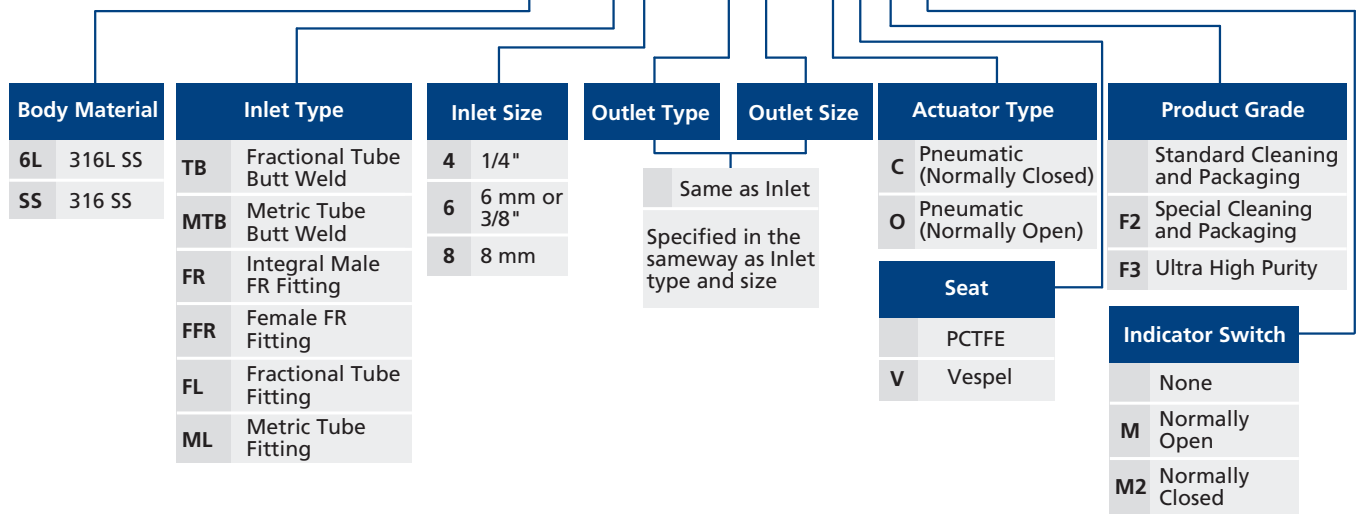 Body Material
6L 316L SS
SS 316 SS
Inlet Type
TB Fractional Tube
Butt Weld
MTB Metric Tube
Butt Weld
FR Integral Male
FR Fitting
FFR Female FR
Fitting
FL Fractional Tube
Fitting
ML Metric Tube
Fitting
Inlet Size
4 1/4"
6 6 mm or
3/8"
8 8 mm
Outlet Type
Outlet Size
Same as Inlet
Specified in the
sameway as Inlet
type and size
Actuator Type
C Pneumatic
(Normally Closed)
O Pneumatic
(Normally Open)
Seat
PCTFE
V Vespel
Product Grade
Standard Cleaning
and Packaging
F2 Special Cleaning
and Packaging
F3 Ultra High Purity
Indicator Switch
None
M Normally
Open
M2 Normally
Closed